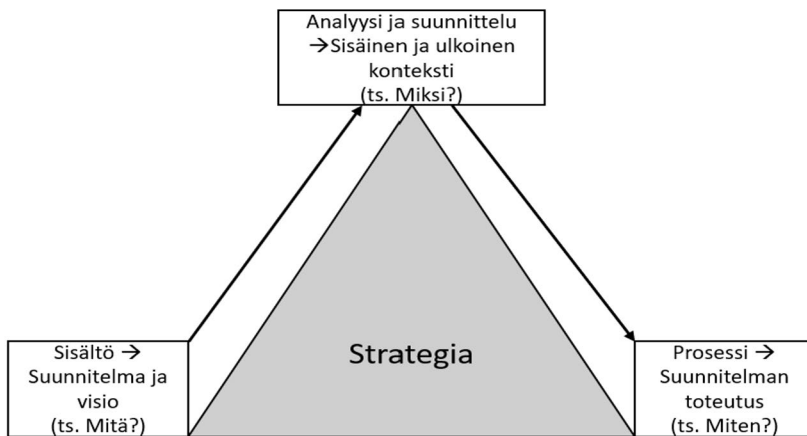 Analyysi ja suunnittelu
→Sisäinen ja ulkoinen
konteksti
(ts. Miksi?)
Strategia
Sisältö →
Suunnitelma ja
visio
(ts. Mitä?)
Prosessi →
Suunnitelman
toteutus
(ts. Miten?)